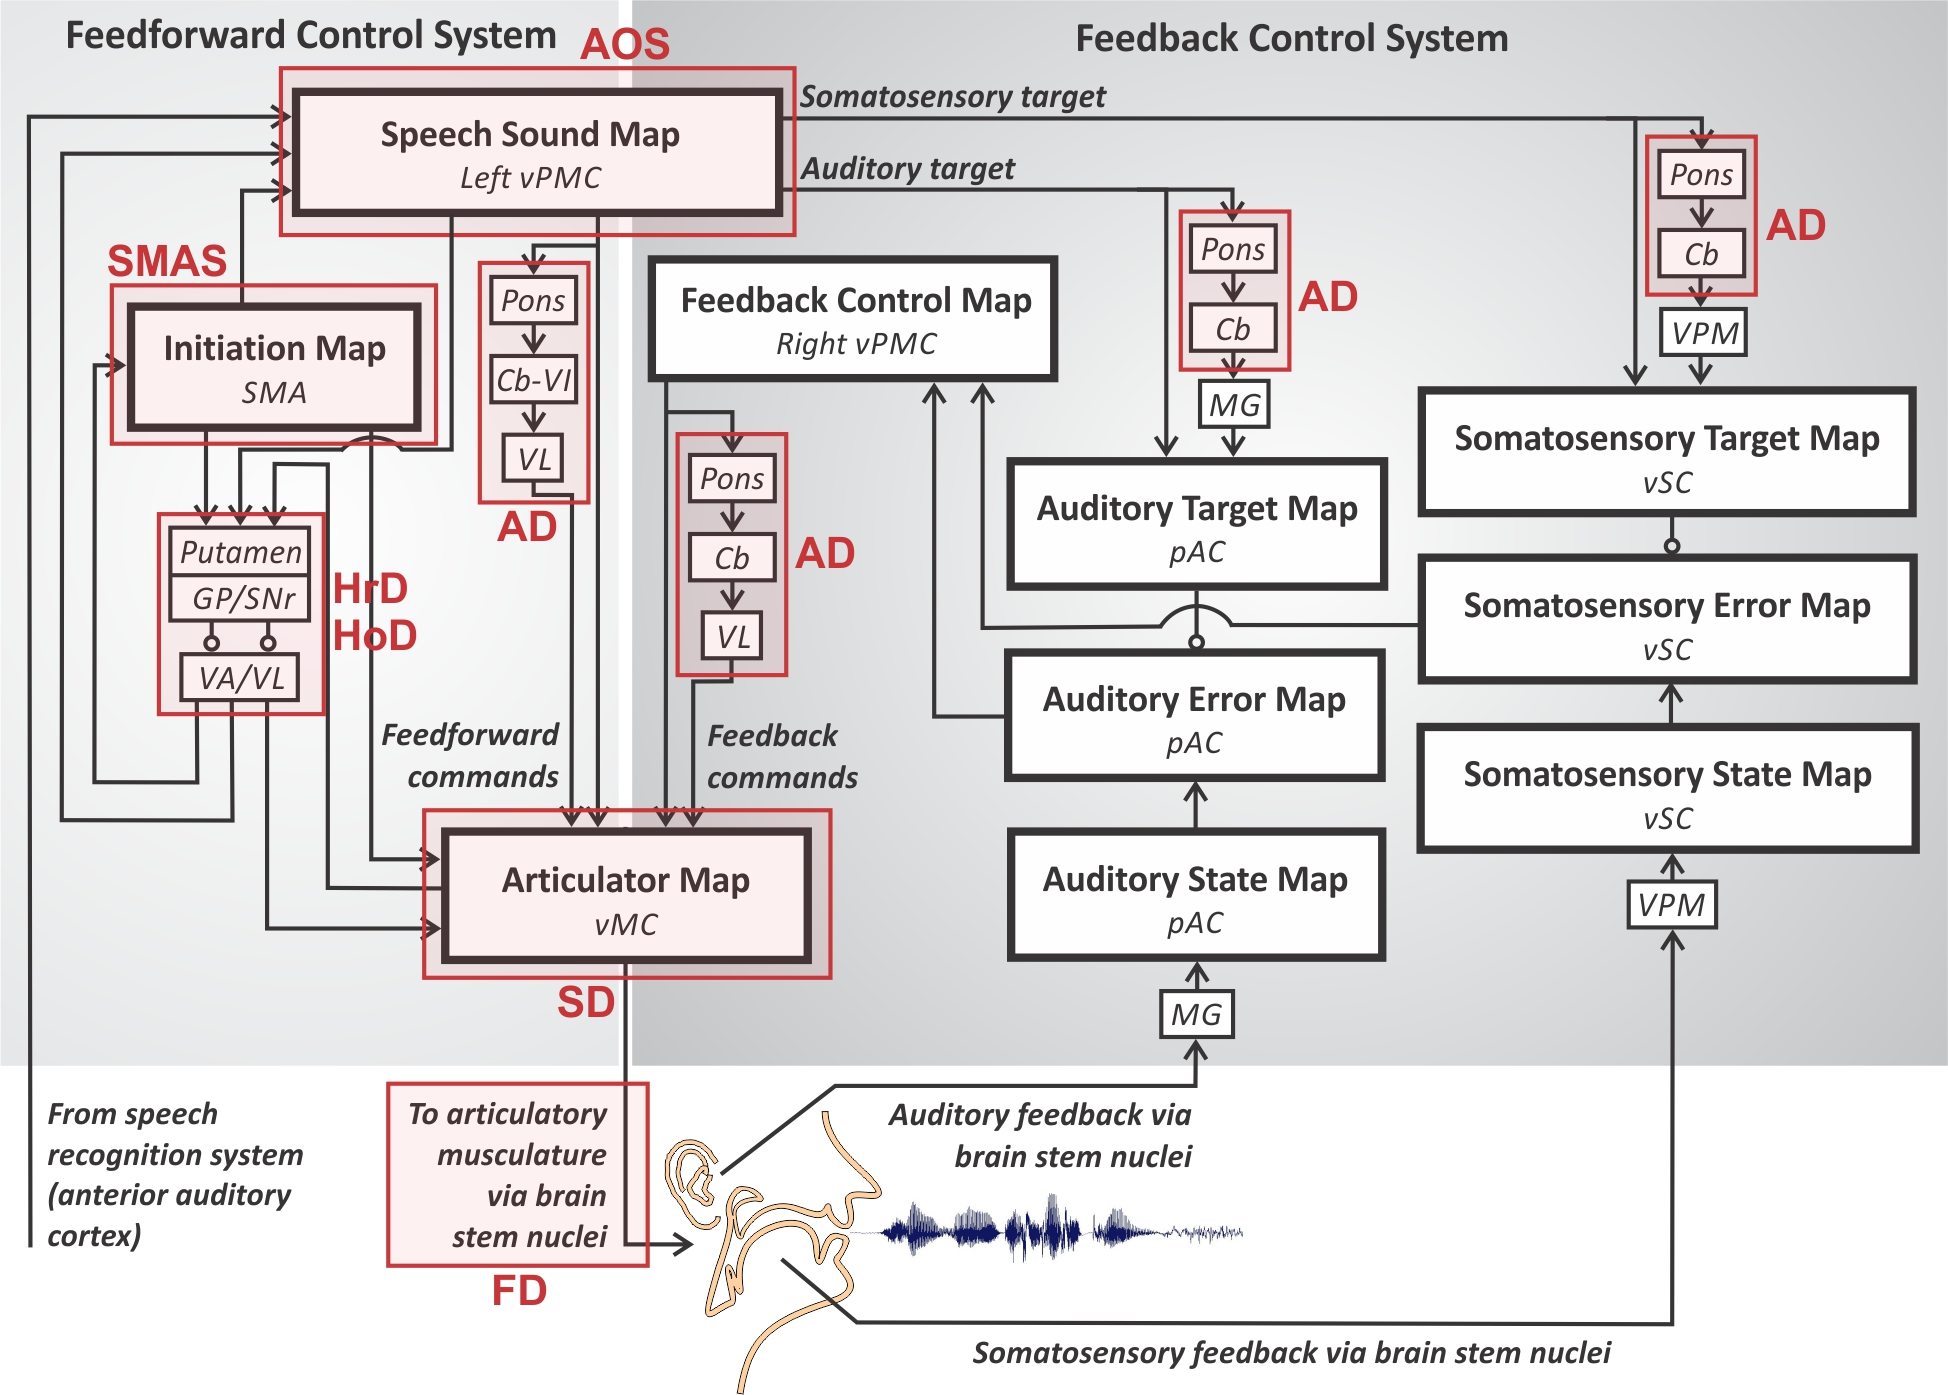 Feedforward Control System
AOS
Feedback Control System
Speech Sound Map
Left vPMC
Somatosensory target
Auditory target
Pons
Cb
AD
VPM
SMAS
Initiation Map
SMA
Pons
Cb-VI
VL
AD
Feedback Control Map
Right vPMC
Pons
Cb
AD
MG
Pons
Cb
VL
AD
Auditory Target Map
pAC
Somatosensory Target Map
vSC
Putamen
GP/SNr
VA/VL
HrD
HoD
Somatosensory Error Map
vSC
Auditory Error Map
pAC
Feedforward
commands
Feedback
commands
Somatosensory State Map
vSC
Articulator Map
vMC
SD
Auditory State Map
pAC
VPM
MG
From speech
recognition system
(anterior auditory
cortex)
To articulatory
musculature
via brain
stem nuclei
FD
Auditory feedback via
brain stem nuclei
Somatosensory feedback via brain stem nuclei